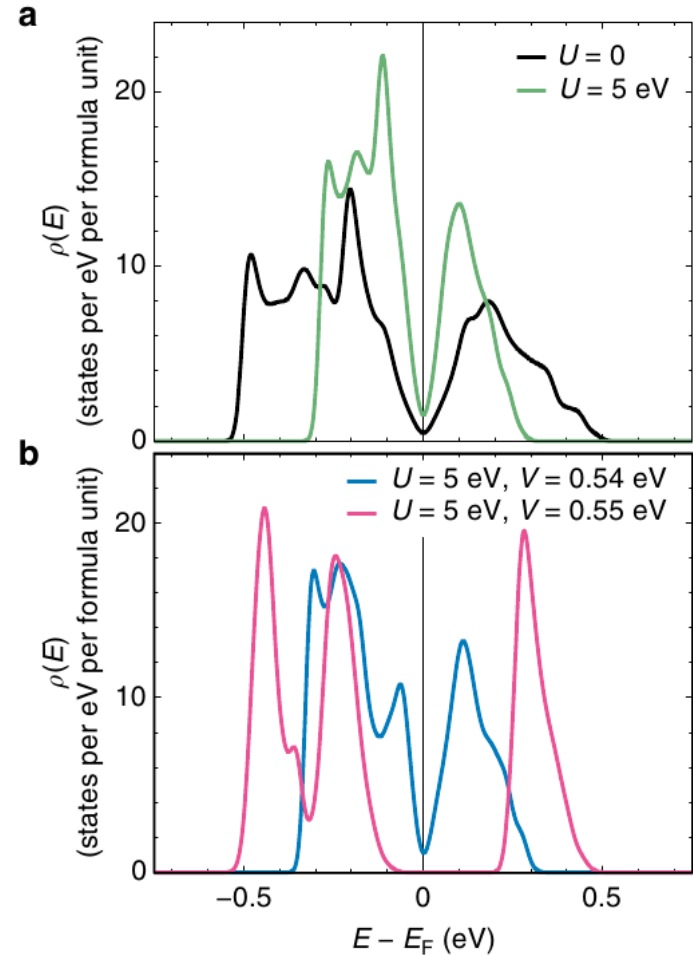 a
U = 0
U = 5 eV
20
10
0
ρ(E)
(states per eV per formula unit)
b
U = 5 eV, V = 0.54 eV
U = 5 eV, V = 0.55 eV
20
10
0
ρ(E)
(states per eV per formula unit)
−0.5 0 0.5
E − E_F (eV)